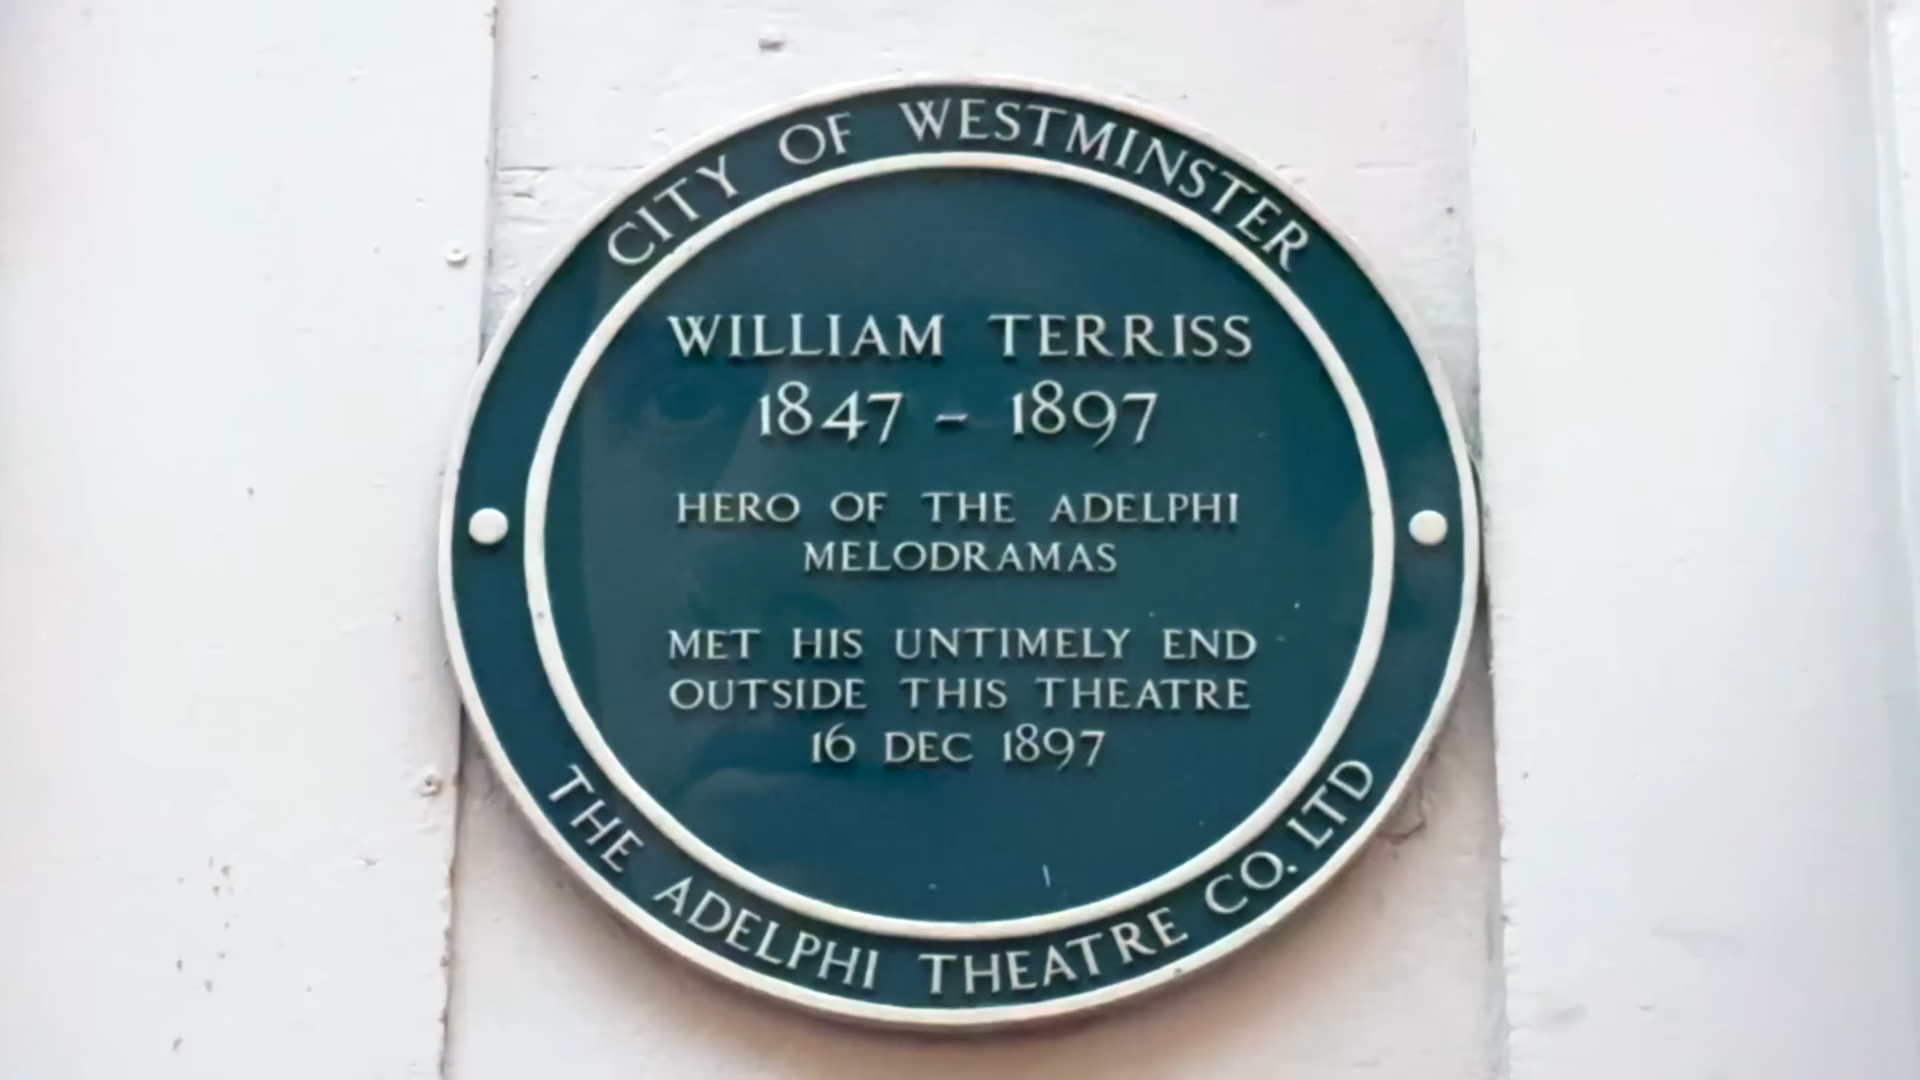 CITY OF WESTMINSTER
WILLIAM TERRISS
1847 - 1897
HERO OF THE ADELPHI
MELODRAMAS
MET HIS UNTIMELY END
OUTSIDE THIS THEATRE
16 DEC 1897
THE ADELPHI THEATRE CO. LTD